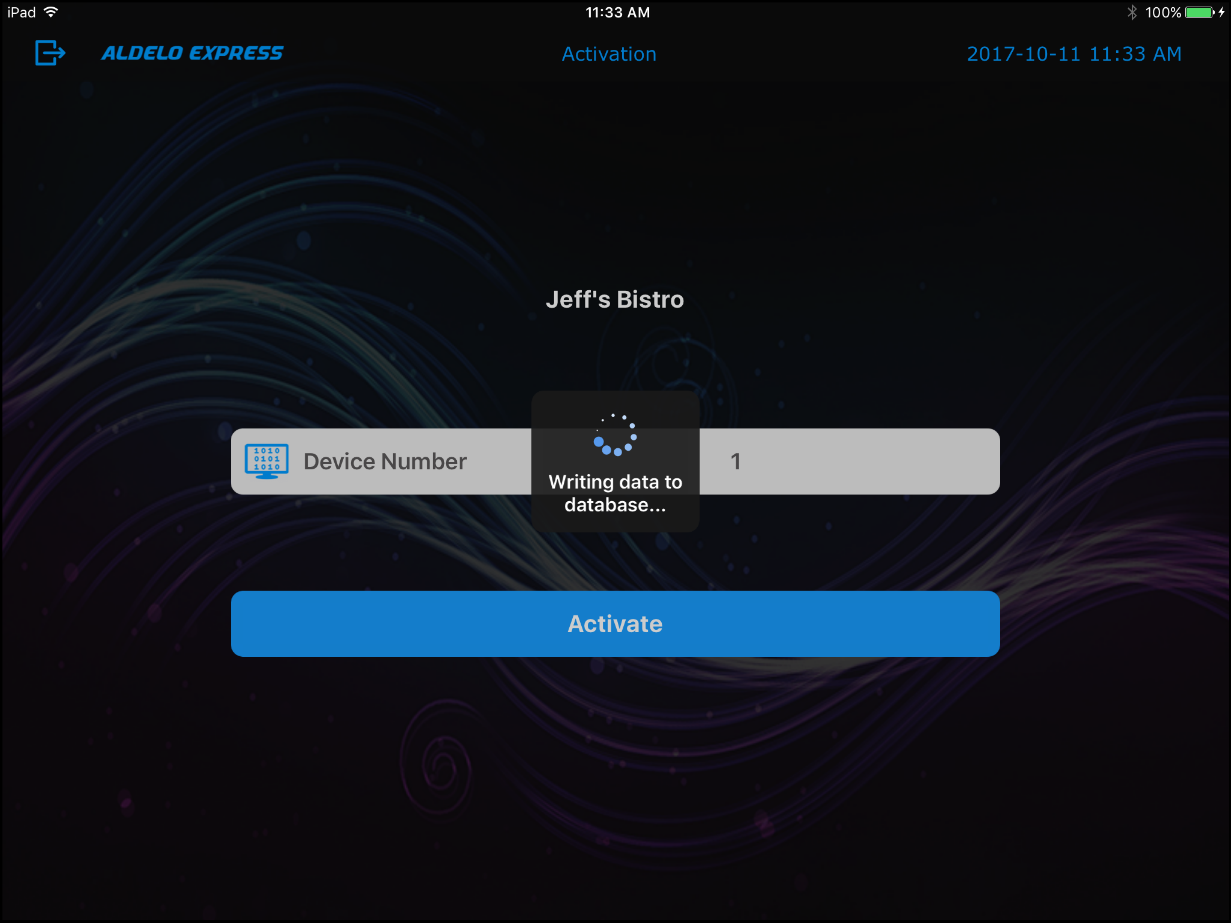 iPad 11:33 AM 100%
ALDELO EXPRESS Activation 2017-10-11 11:33 AM
Jeff's Bistro
1010
0101
1010
Device Number 1
Writing data to
database...
Activate